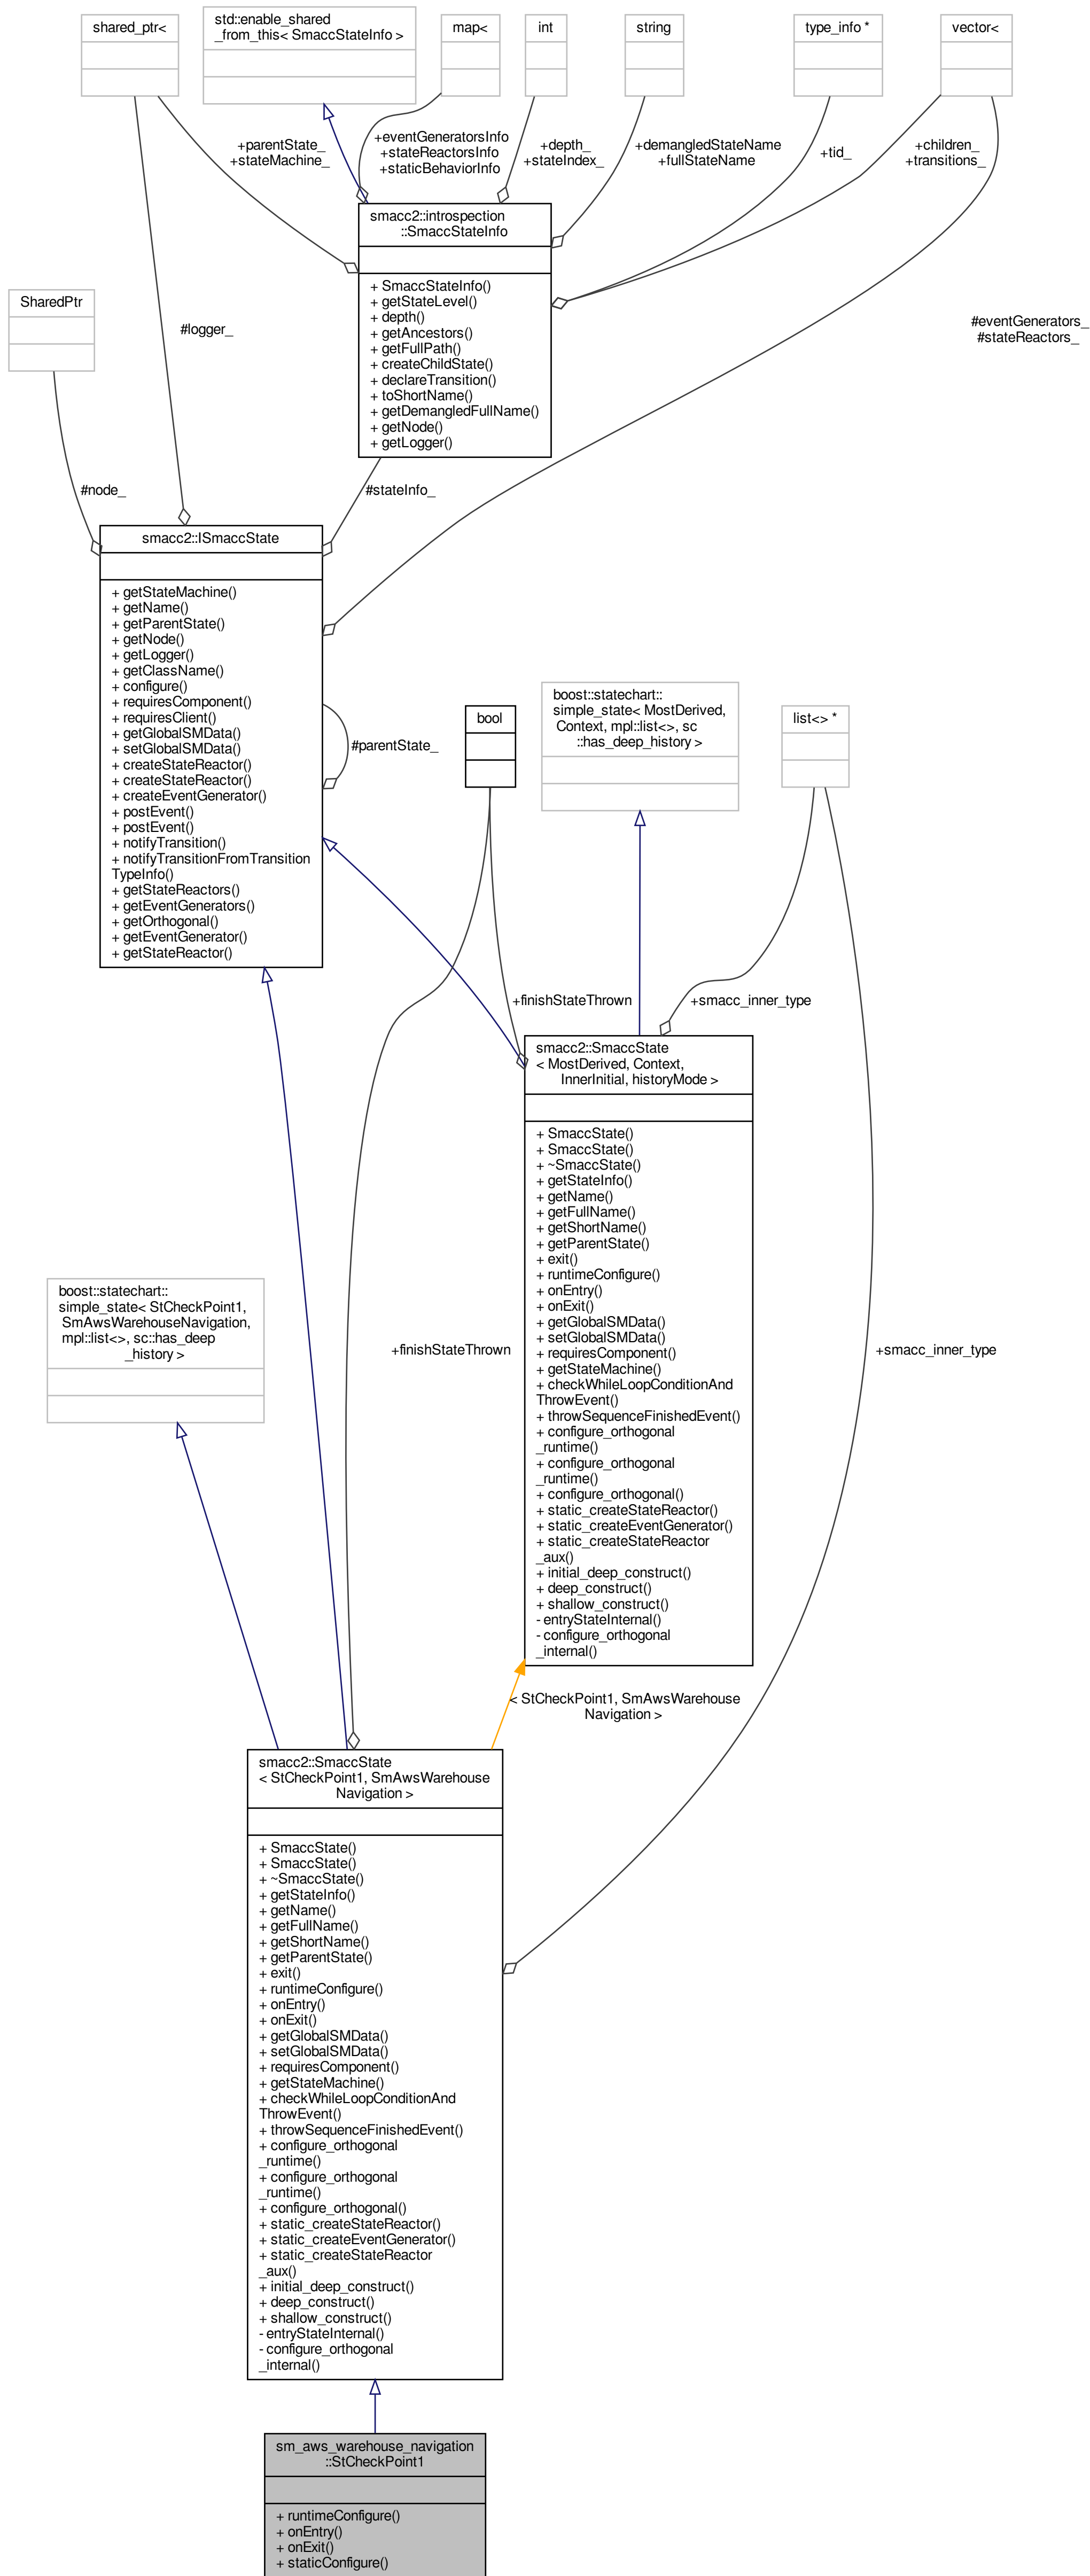 shared_ptr<
std::enable_shared
_from_this< SmaccStateInfo >
map<
int
string
type_info *
vector<
+parentState_
+stateMachine_
+eventGeneratorsInfo
+stateReactorsInfo
+staticBehaviorInfo
+depth_
+stateIndex_
+demangledStateName
+fullStateName
+tid_
+children_
+transitions_
smacc2::introspection
::SmaccStateInfo
+ SmaccStateInfo()
+ getStateLevel()
+ depth()
+ getAncestors()
+ getFullPath()
+ createChildState()
+ declareTransition()
+ toShortName()
+ getDemangledFullName()
+ getNode()
+ getLogger()
SharedPtr
#logger_
#eventGenerators_
#stateReactors_
#node_
#stateInfo_
smacc2::ISmaccState
+ getStateMachine()
+ getName()
+ getParentState()
+ getNode()
+ getLogger()
+ getClassName()
+ configure()
+ requiresComponent()
+ requiresClient()
+ getGlobalSMData()
+ setGlobalSMData()
+ createStateReactor()
+ createStateReactor()
+ createEventGenerator()
+ postEvent()
+ postEvent()
+ notifyTransition()
+ notifyTransitionFromTransition
TypeInfo()
+ getStateReactors()
+ getEventGenerators()
+ getOrthogonal()
+ getEventGenerator()
+ getStateReactor()
#parentState_
bool
boost::statechart::
simple_state< MostDerived,
Context, mpl::list<>, sc
::has_deep_history >
list<> *
+finishStateThrown
+smacc_inner_type
smacc2::SmaccState
< MostDerived, Context,
InnerInitial, historyMode >
+ SmaccState()
+ SmaccState()
+ ~SmaccState()
+ getStateInfo()
+ getName()
+ getFullName()
+ getShortName()
+ getParentState()
+ exit()
+ runtimeConfigure()
+ onEntry()
+ onExit()
+ getGlobalSMData()
+ setGlobalSMData()
+ requiresComponent()
+ getStateMachine()
+ checkWhileLoopConditionAnd
ThrowEvent()
+ throwSequenceFinishedEvent()
+ configure_orthogonal
_runtime()
+ configure_orthogonal
_runtime()
+ configure_orthogonal()
+ static_createStateReactor()
+ static_createEventGenerator()
+ static_createStateReactor
_aux()
+ initial_deep_construct()
+ deep_construct()
+ shallow_construct()
- entryStateInternal()
- configure_orthogonal
_internal()
boost::statechart::
simple_state< StCheckPoint1,
SmAwsWarehouseNavigation,
mpl::list<>, sc::has_deep
_history >
+finishStateThrown
+smacc_inner_type
< StCheckPoint1, SmAwsWarehouse
Navigation >
smacc2::SmaccState
< StCheckPoint1, SmAwsWarehouse
Navigation >
+ SmaccState()
+ SmaccState()
+ ~SmaccState()
+ getStateInfo()
+ getName()
+ getFullName()
+ getShortName()
+ getParentState()
+ exit()
+ runtimeConfigure()
+ onEntry()
+ onExit()
+ getGlobalSMData()
+ setGlobalSMData()
+ requiresComponent()
+ getStateMachine()
+ checkWhileLoopConditionAnd
ThrowEvent()
+ throwSequenceFinishedEvent()
+ configure_orthogonal
_runtime()
+ configure_orthogonal
_runtime()
+ configure_orthogonal()
+ static_createStateReactor()
+ static_createEventGenerator()
+ static_createStateReactor
_aux()
+ initial_deep_construct()
+ deep_construct()
+ shallow_construct()
- entryStateInternal()
- configure_orthogonal
_internal()
sm_aws_warehouse_navigation
::StCheckPoint1
+ runtimeConfigure()
+ onEntry()
+ onExit()
+ staticConfigure()